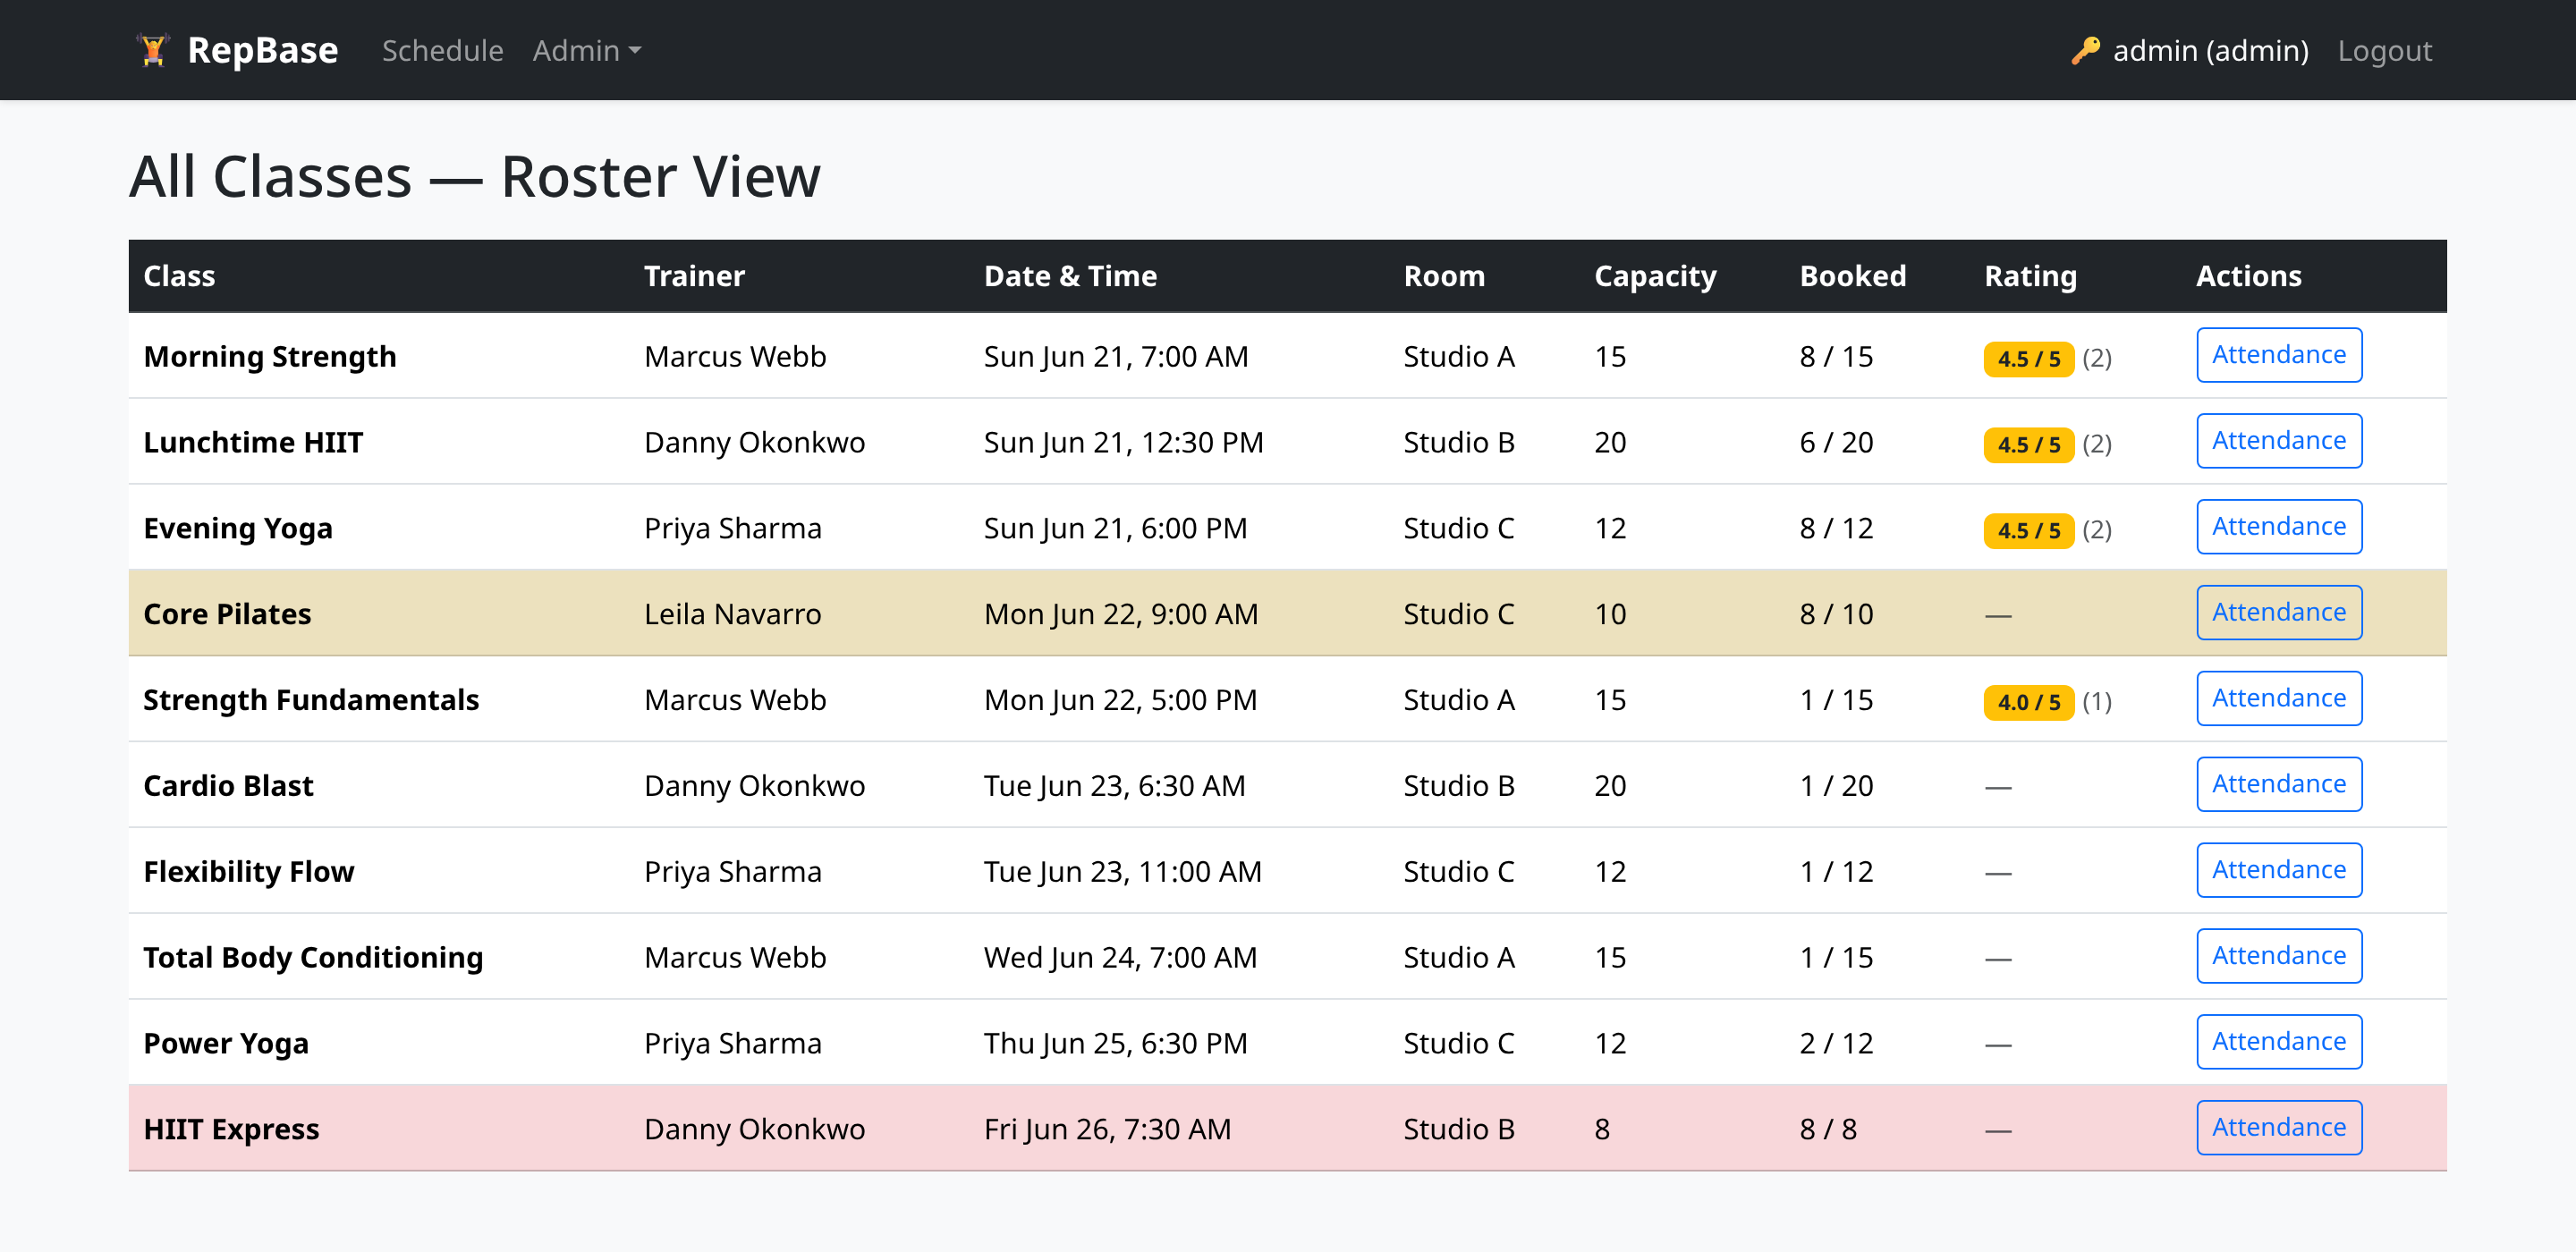 RepBase Schedule Admin admin (admin) Logout
All Classes — Roster View
Class Trainer Date & Time Room Capacity Booked Rating Actions
Morning Strength Marcus Webb Sun Jun 21, 7:00 AM Studio A 15 8 / 15 4.5 / 5 (2) Attendance
Lunchtime HIIT Danny Okonkwo Sun Jun 21, 12:30 PM Studio B 20 6 / 20 4.5 / 5 (2) Attendance
Evening Yoga Priya Sharma Sun Jun 21, 6:00 PM Studio C 12 8 / 12 4.5 / 5 (2) Attendance
Core Pilates Leila Navarro Mon Jun 22, 9:00 AM Studio C 10 8 / 10 — Attendance
Strength Fundamentals Marcus Webb Mon Jun 22, 5:00 PM Studio A 15 1 / 15 4.0 / 5 (1) Attendance
Cardio Blast Danny Okonkwo Tue Jun 23, 6:30 AM Studio B 20 1 / 20 — Attendance
Flexibility Flow Priya Sharma Tue Jun 23, 11:00 AM Studio C 12 1 / 12 — Attendance
Total Body Conditioning Marcus Webb Wed Jun 24, 7:00 AM Studio A 15 1 / 15 — Attendance
Power Yoga Priya Sharma Thu Jun 25, 6:30 PM Studio C 12 2 / 12 — Attendance
HIIT Express Danny Okonkwo Fri Jun 26, 7:30 AM Studio B 8 8 / 8 — Attendance